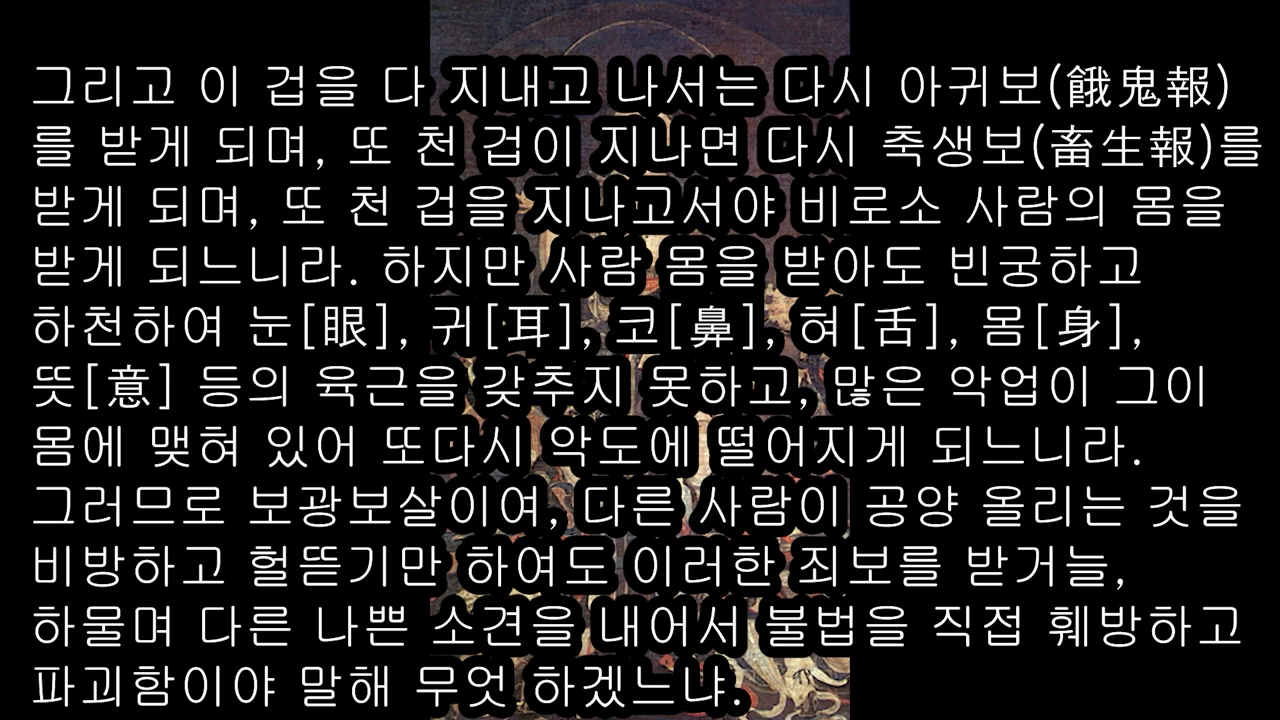 그리고 이 겁을 다 지내고 나서는 다시 아귀보(餓鬼報)
를 받게 되며, 또 천 겁이 지나면 다시 축생보(畜生報)를
받게 되며, 또 천 겁을 지나고서야 비로소 사람의 몸을
받게 되느니라. 하지만 사람 몸을 받아도 빈궁하고
하천하여 눈[眼], 귀[耳], 코[鼻], 혀[舌], 몸[身],
뜻[意] 등의 육근을 갖추지 못하고, 많은 악업이 그이
몸에 맺혀 있어 또다시 악도에 떨어지게 되느니라.
그러므로 보광보살이여, 다른 사람이 공양 올리는 것을
비방하고 헐뜯기만 하여도 이러한 죄보를 받거늘,
하물며 다른 나쁜 소견을 내어서 불법을 직접 훼방하고
파괴함이야 말해 무엇 하겠느냐.